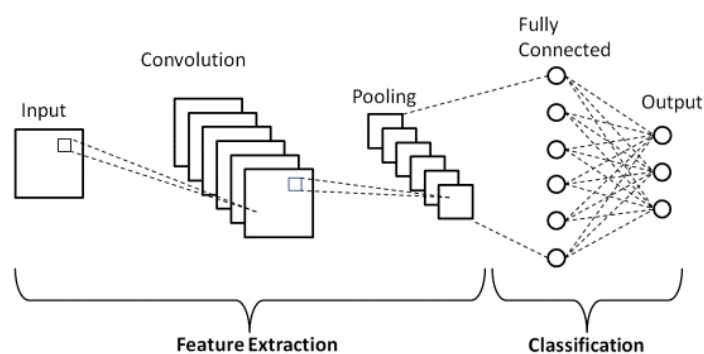 Input
Convolution
Pooling
Fully
Connected
Output
Feature Extraction
Classification